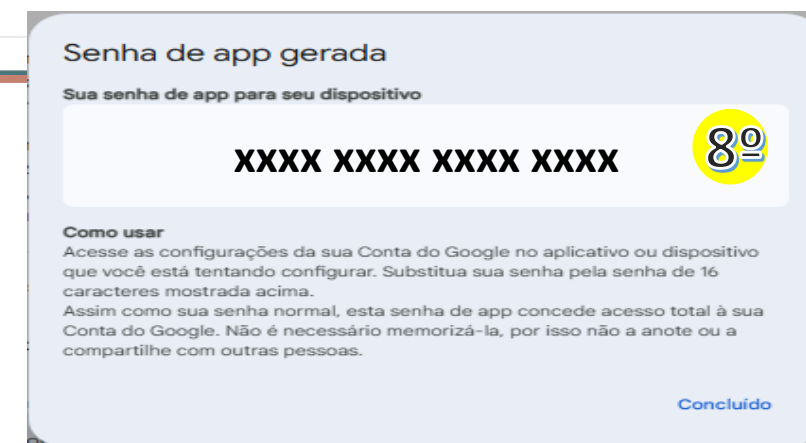 Senha de app gerada
Sua senha de app para seu dispositivo
xxxx xxxx xxxx xxxx
8º
Como usar
Acesse as configurações da sua Conta do Google no aplicativo ou dispositivo
que você está tentando configurar. Substitua sua senha pela senha de 16
caracteres mostrada acima.
Assim como sua senha normal, esta senha de app concede acesso total à sua
Conta do Google. Não é necessário memorizá-la, por isso não a anote ou a
compartilhe com outras pessoas.
Concluído